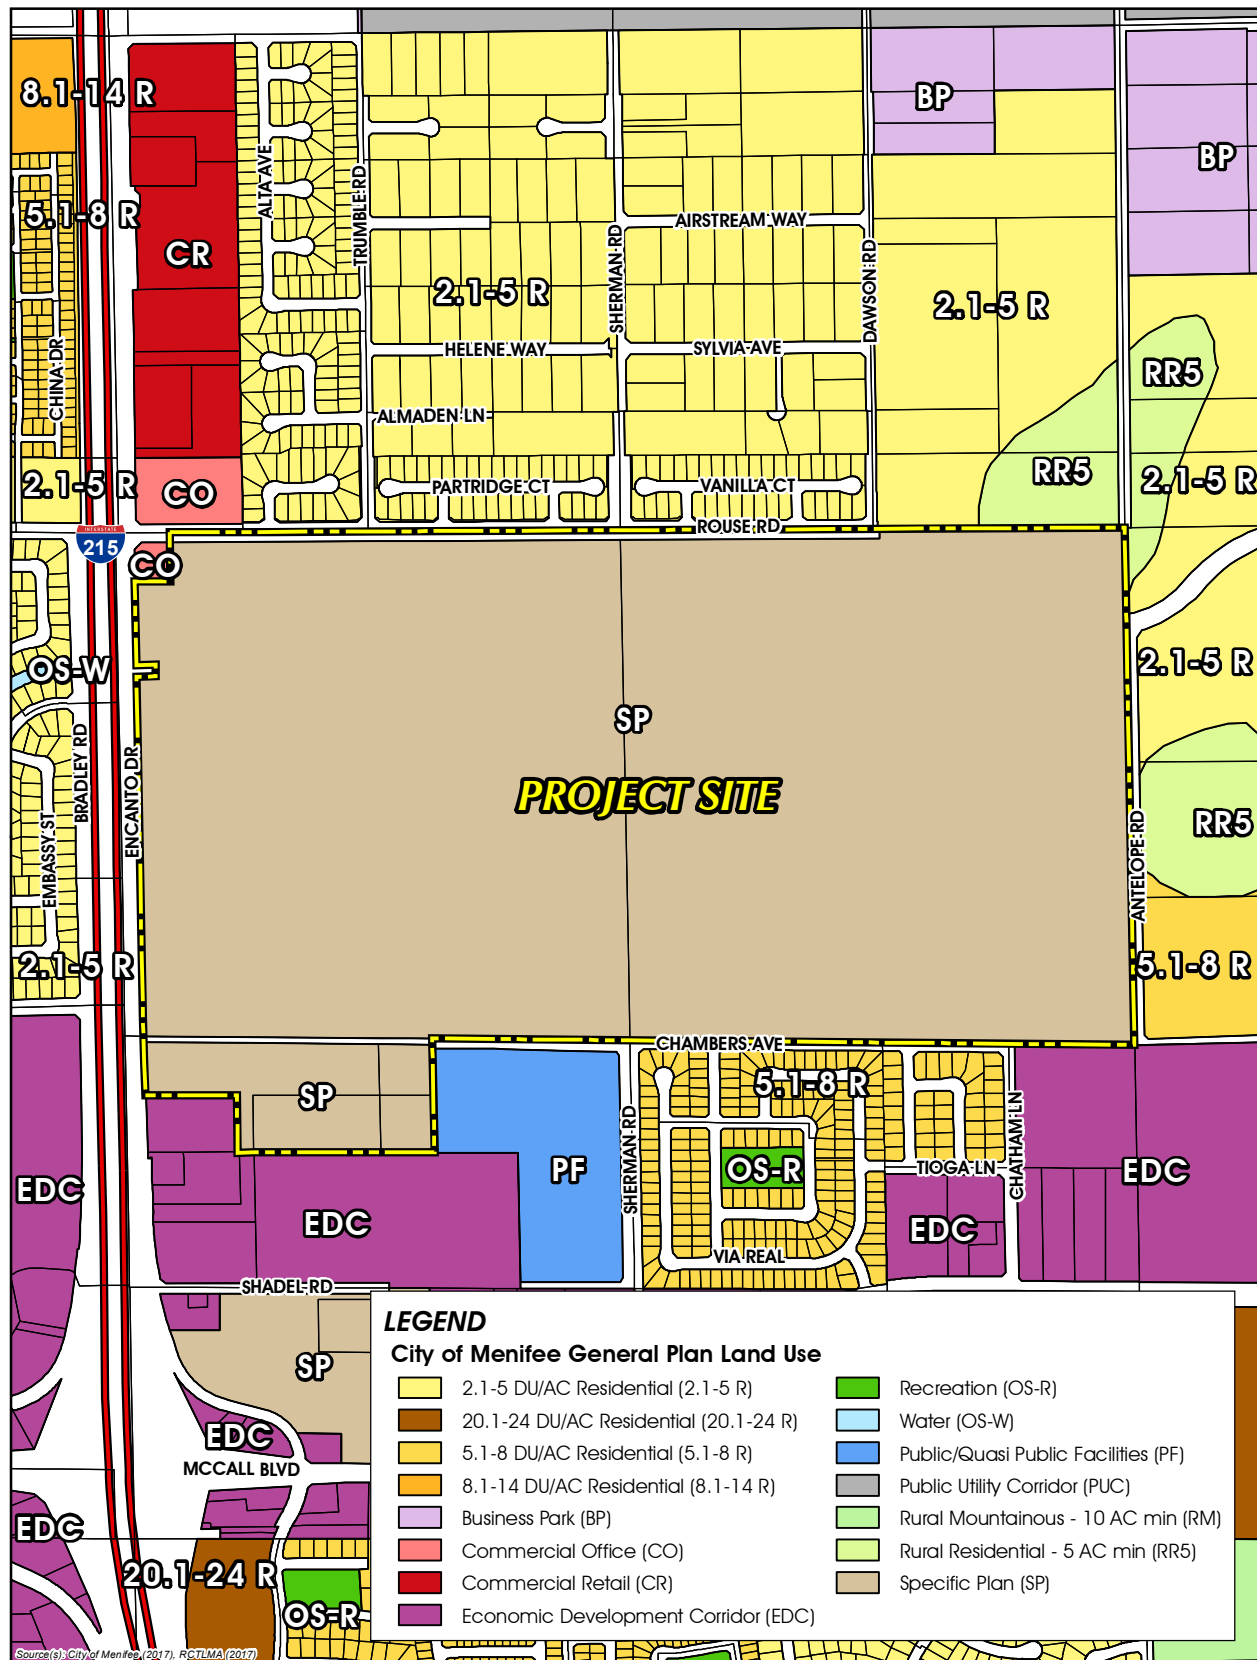 8.1-14 R
BP
BP
5.1-8 R
ALTA AVE
TRUMBLE RD
AIRSTREAM WAY
CR
SHERMAN RD
DAWSON RD
2.1-5 R
2.1-5 R
CHINA DR
HELENE WAY
SYLVIA AVE
RR5
ALMADEN LN
RR5
2.1-5 R
CO
PARTRIDGE CT
VANILLA CT
2.1-5 R
ROUSE RD
INTERSTATE
215
CO
OS-W
2.1-5 R
SP
BRADLEY RD
ENCANTO DR
PROJECT SITE
EMBASSY ST
RR5
ANTELOPE RD
2.1-5 R
5.1-8 R
CHAMBERS AVE
SP
5.1-8 R
SHERMAN RD
CHATHAM LN
PF
OS-R
TIOGA LN
EDC
EDC
EDC
EDC
VIA REAL
SHADEL RD
SP
EDC
MCCALL BLVD
EDC
20.1-24 R
OS-R
LEGEND
City of Menifee General Plan Land Use
2.1-5 DU/AC Residential (2.1-5 R)
20.1-24 DU/AC Residential (20.1-24 R)
5.1-8 DU/AC Residential (5.1-8 R)
8.1-14 DU/AC Residential (8.1-14 R)
Business Park (BP)
Commercial Office (CO)
Commercial Retail (CR)
Economic Development Corridor (EDC)
Recreation (OS-R)
Water (OS-W)
Public/Quasi Public Facilities (PF)
Public Utility Corridor (PUC)
Rural Mountainous - 10 AC min (RM)
Rural Residential - 5 AC min (RR5)
Specific Plan (SP)
Source(s): City of Menifee (2017), RCTLMA (2017)